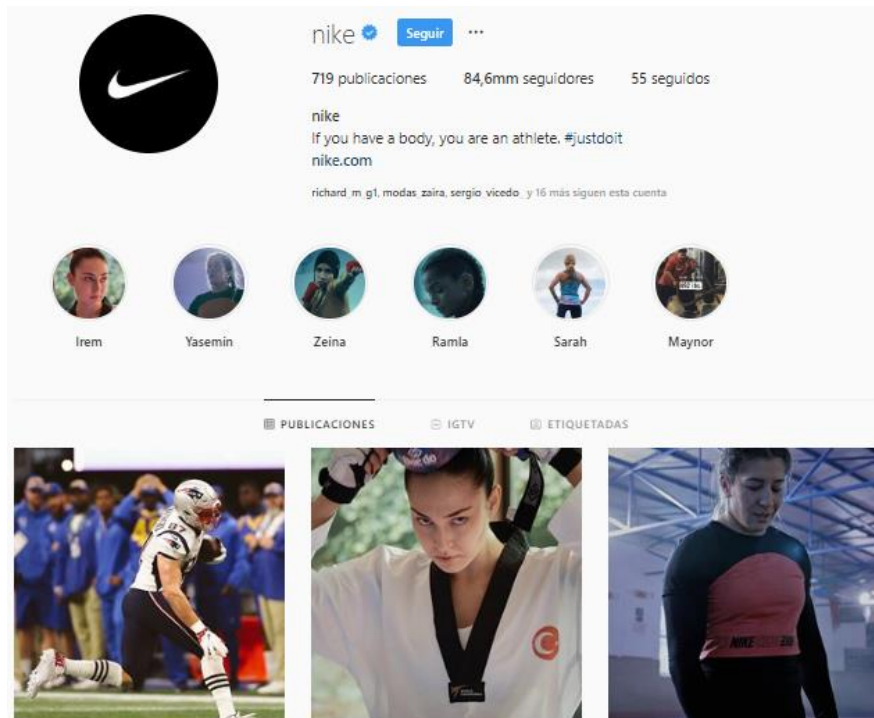 nike Seguir ...
719 publicaciones 84,6mm seguidores 55 seguidos
nike
If you have a body, you are an athlete. #justdoit
nike.com
richard_m_g1, modas_zaira, sergio_vicedo_ y 16 más siguen esta cuenta
Irem Yasemin Zeina Ramla Sarah Maynor
PUBLICACIONES IGTV ETIQUETADAS
87
NIKE